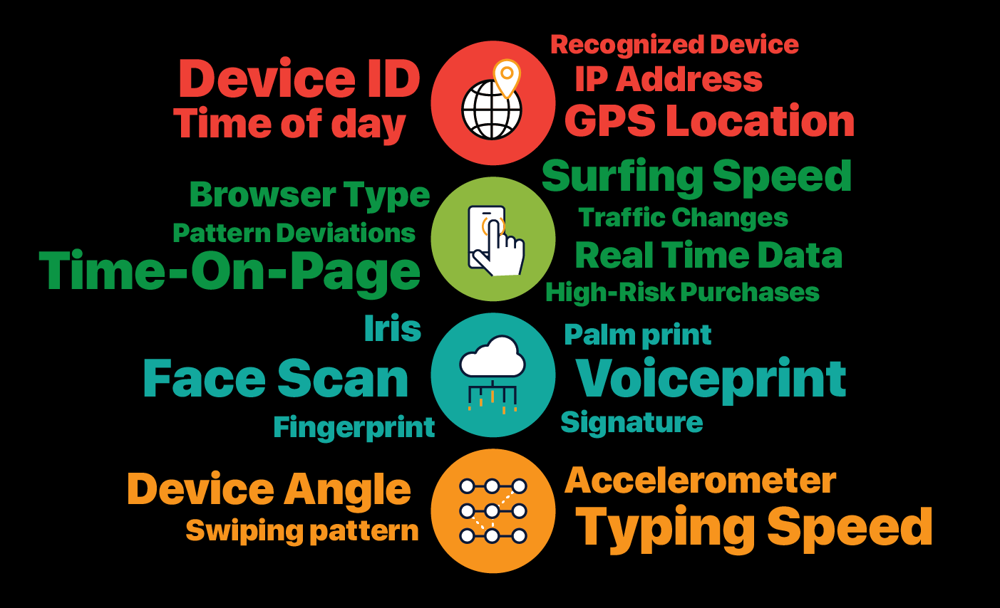 Device ID
Time of day
Recognized Device
IP Address
GPS Location
Browser Type
Pattern Deviations
Time-On-Page
Surfing Speed
Traffic Changes
Real Time Data
High-Risk Purchases
Iris
Face Scan
Fingerprint
Palm print
Voiceprint
Signature
Device Angle
Swiping pattern
Accelerometer
Typing Speed